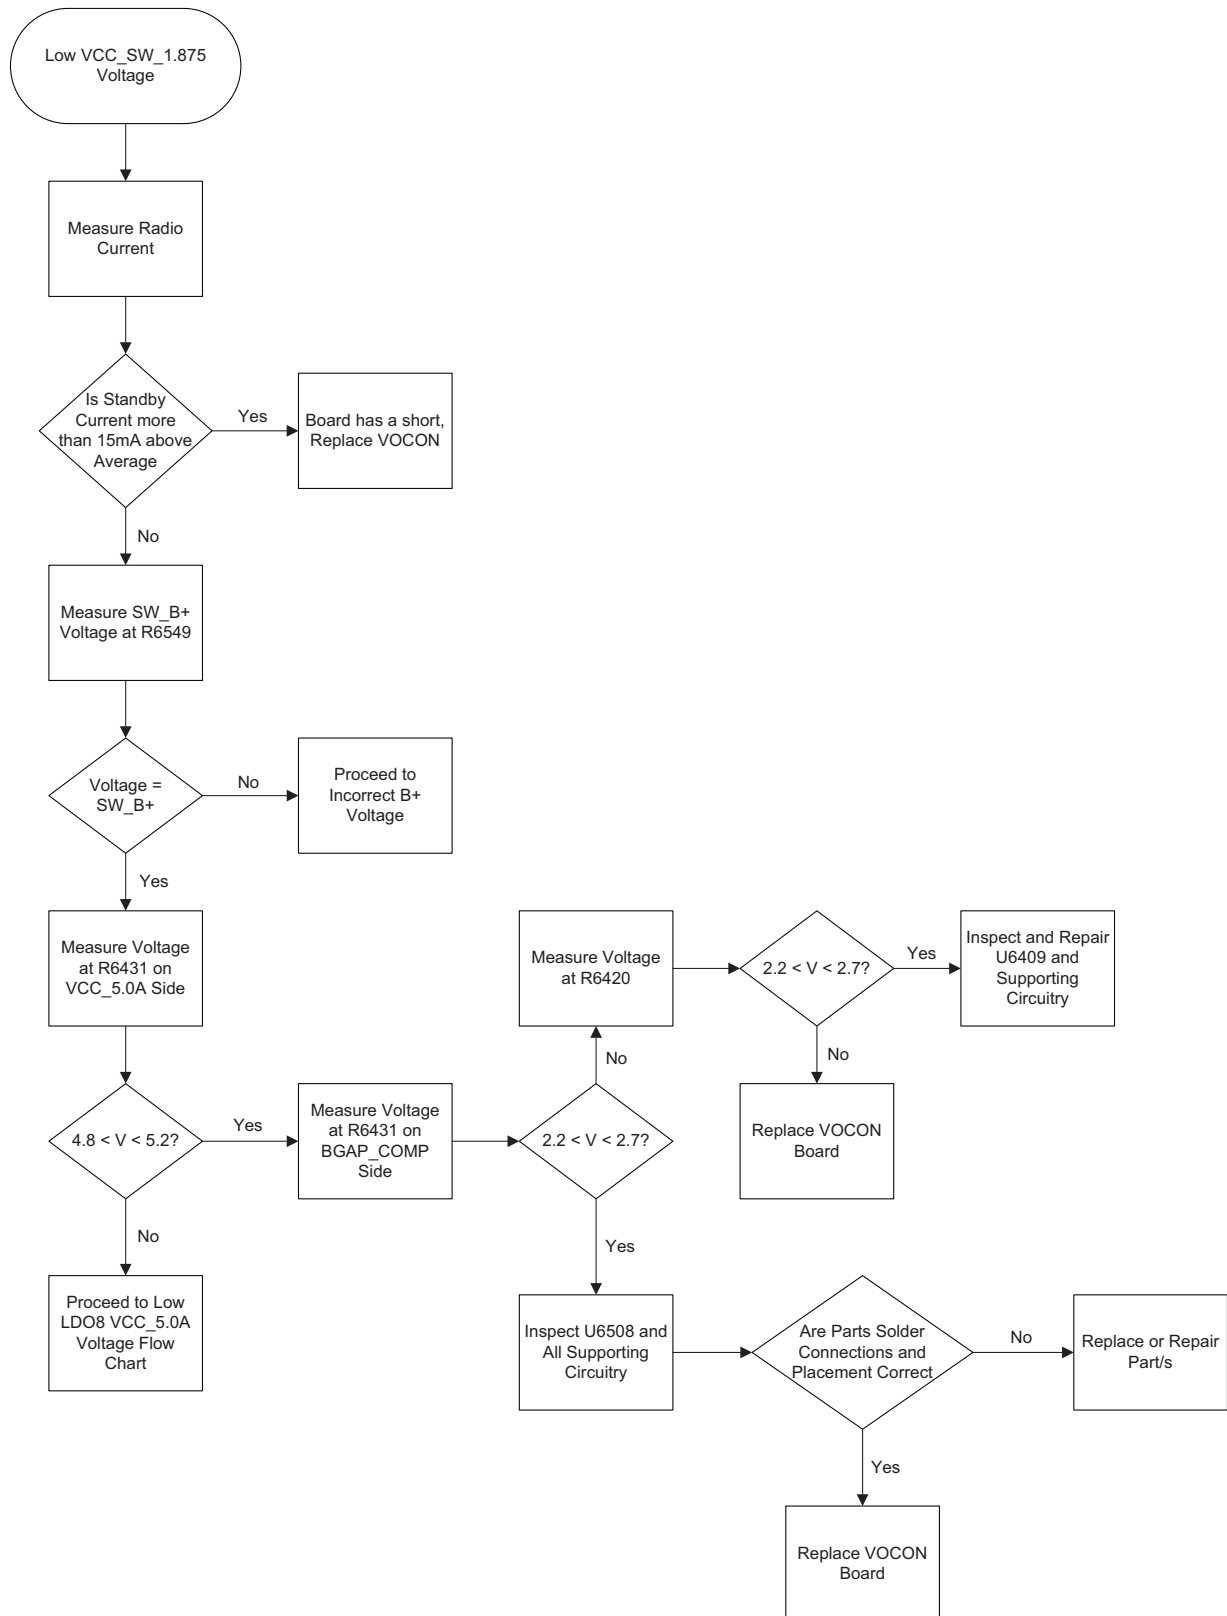 Low VCC_SW_1.875
Voltage
Measure Radio
Current
Is Standby
Current more
than 15mA above
Average
Yes
Board has a short,
Replace VOCON
No
Measure SW_B+
Voltage at R6549
Voltage =
SW_B+
No
Proceed to
Incorrect B+
Voltage
Yes
Measure Voltage
at R6431 on
VCC_5.0A Side
4.8 < V < 5.2?
No
Proceed to Low
LDO8 VCC_5.0A
Voltage Flow
Chart
Yes
Measure Voltage
at R6431 on
BGAP_COMP
Side
2.2 < V < 2.7?
No
Measure Voltage
at R6420
2.2 < V < 2.7?
Yes
Inspect and Repair
U6409 and
Supporting
Circuitry
No
Replace VOCON
Board
Yes
Inspect U6508 and
All Supporting
Circuitry
Are Parts Solder
Connections and
Placement Correct
No
Replace or Repair
Part/s
Yes
Replace VOCON
Board